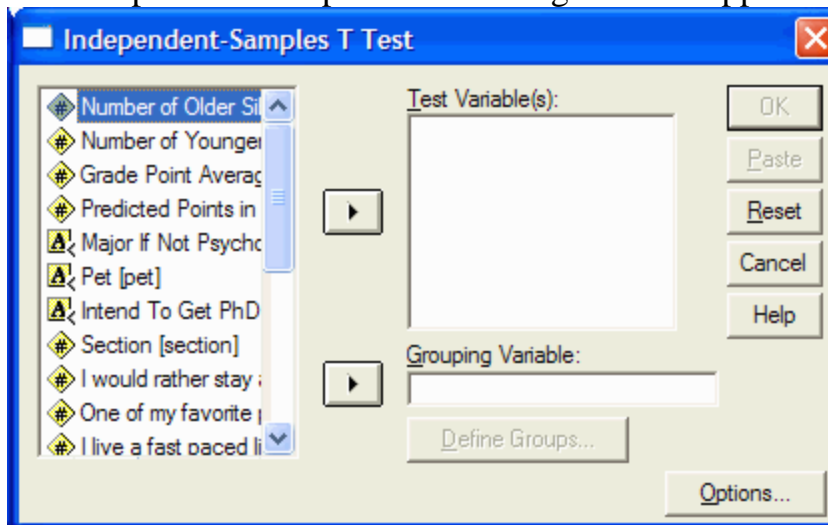 Independent-Samples T Test
Number of Older Si
Number of Younger
Grade Point Averag
Predicted Points in
Major If Not Psycho
Pet [pet]
Intend To Get PhD
Section [section]
I would rather stay
One of my favorite
I live a fast paced li
Test Variable(s):
Grouping Variable:
Define Groups...
OK
Paste
Reset
Cancel
Help
Options...